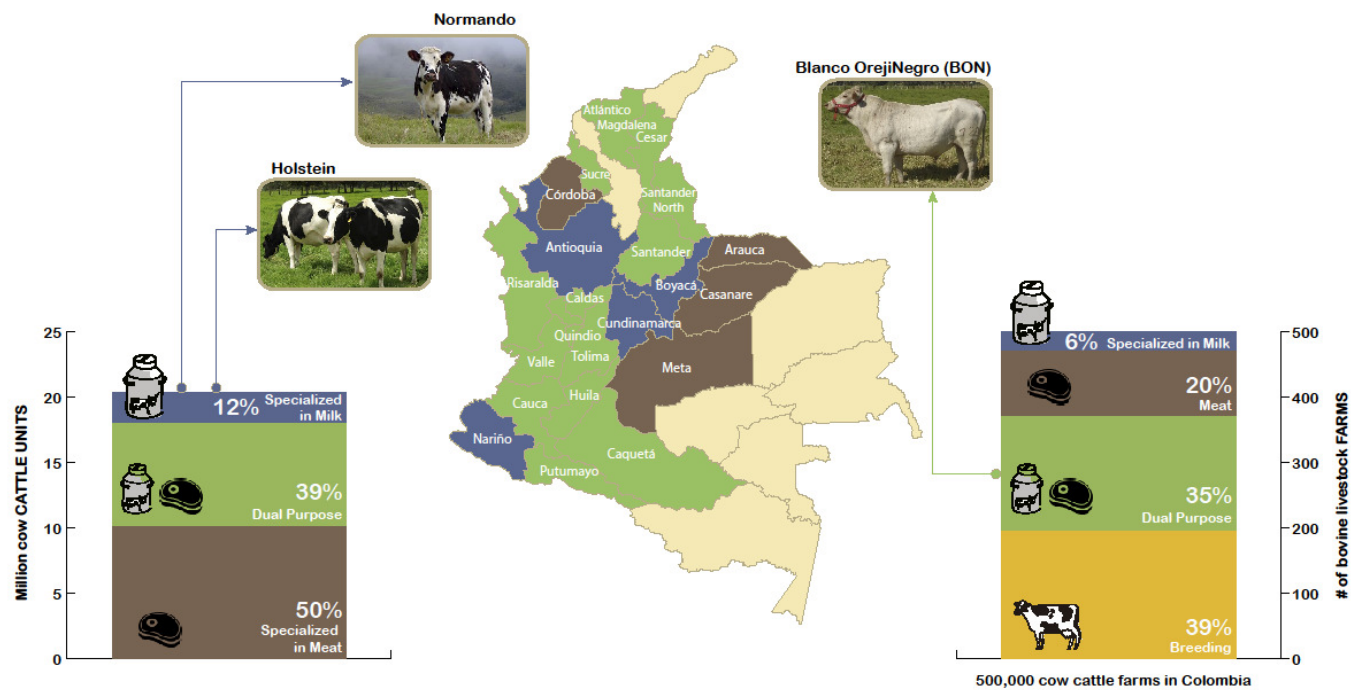 Normando
Blanco OrejiNegro (BON)
Holstein
Atlántico
Magdalena
Cesar
Sucre
Córdoba
Santander
North
Antioquia
Santander
Arauca
Boyacá
Casanare
Risaralda
Caldas
Cundinamarca
Quindio
Tolima
Valle
Meta
Huila
Cauca
Nariño
Caquetá
Putumayo
Million cow CATTLE UNITS
25
20
15
10
5
0
12% Specialized
in Milk
39%
Dual Purpose
50%
Specialized
in Meat
6% Specialized in Milk
20%
Meat
35%
Dual Purpose
39%
Breeding
500
400
300
200
100
0
# of bovine livestock FARMS
500,000 cow cattle farms in Colombia